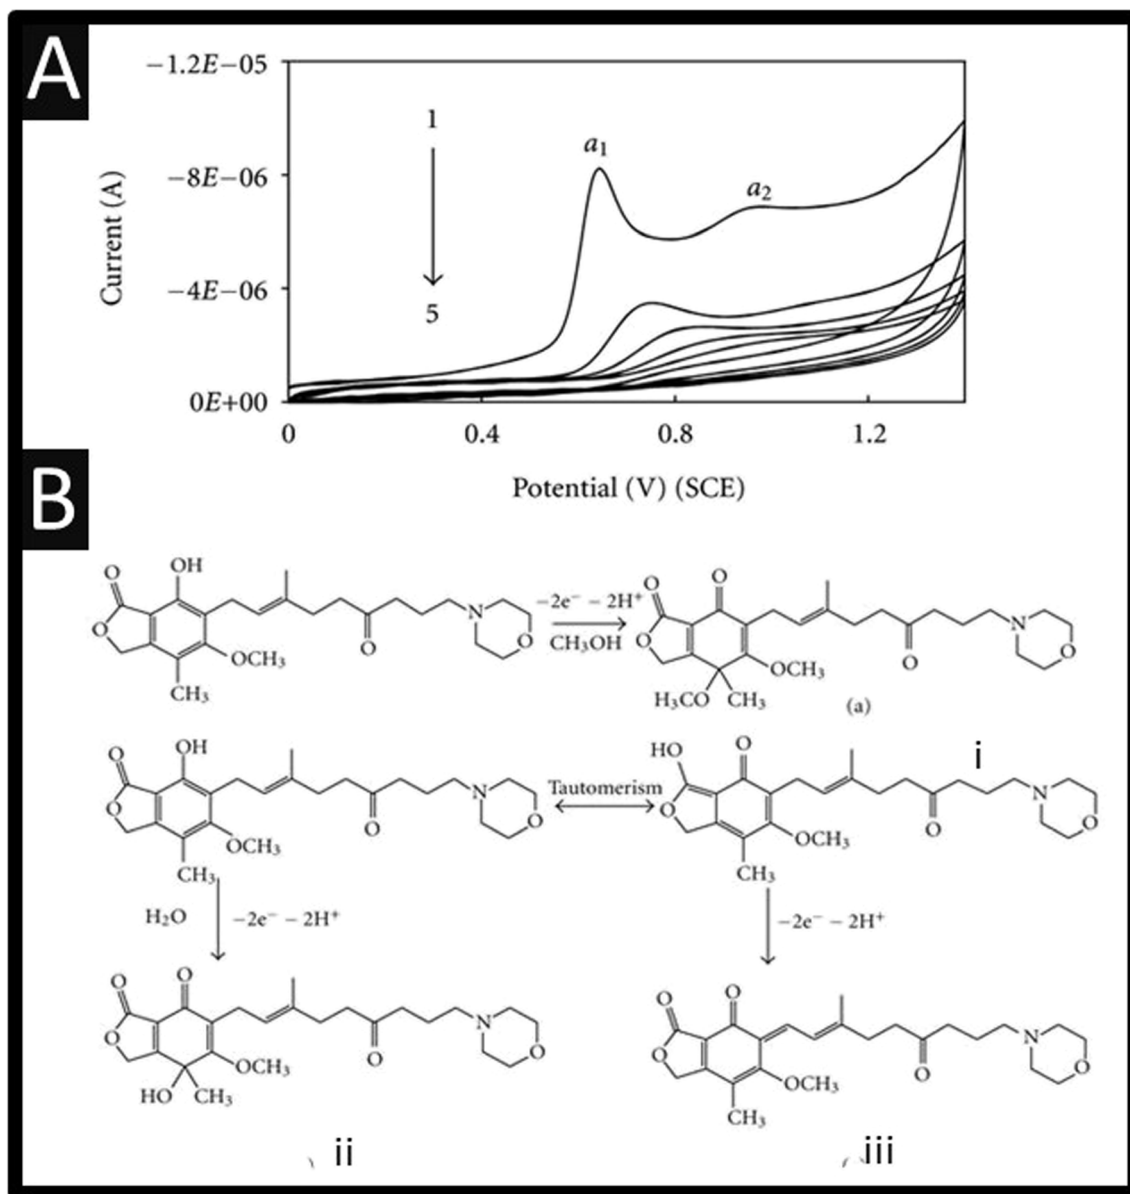 A
−1.2E−05
−8E−06
−4E−06
0E+00
Current (A)
1
5
a₁
a₂
0 0.4 0.8 1.2
Potential (V) (SCE)
B
O OH
O
OCH₃
CH₃
O
N
O
−2e⁻ − 2H⁺
CH₃OH
O O
O
OCH₃
H₃CO CH₃
O
N
O
(a)
i
O OH
O
OCH₃
CH₃
O
N
O
Tautomerism
HO O
O
OCH₃
CH₃
O
N
O
H₂O −2e⁻ − 2H⁺
−2e⁻ − 2H⁺
O O
O
OCH₃
HO CH₃
O
N
O
ii
O O
O
OCH₃
CH₃
O
N
O
iii